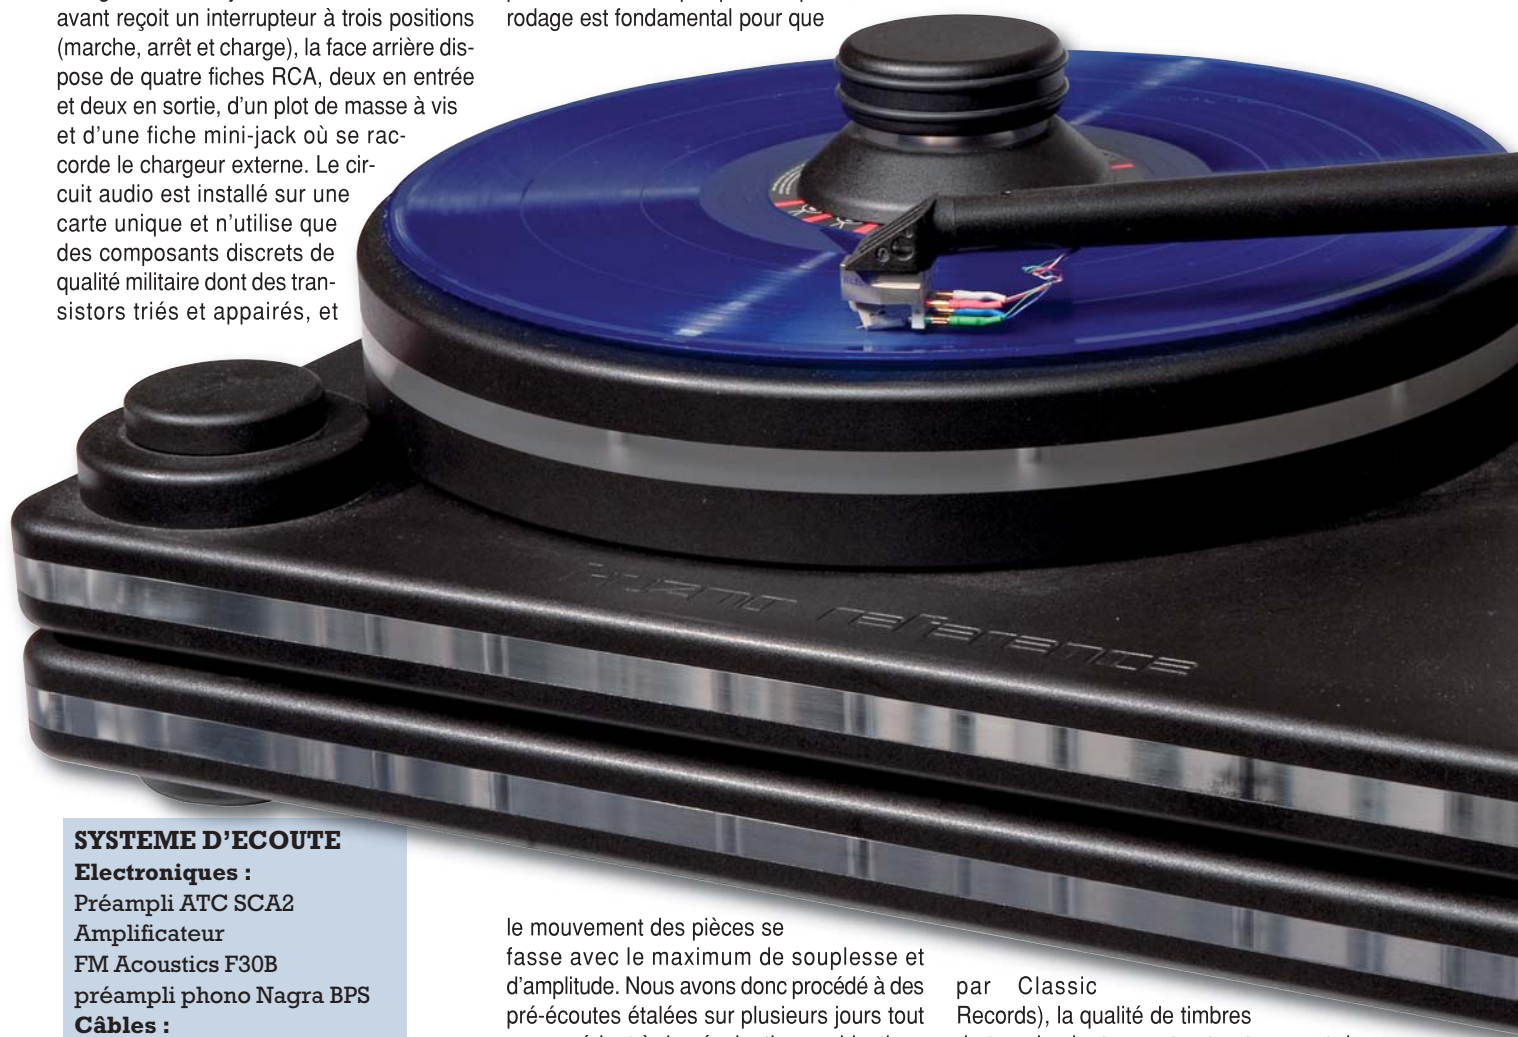 avant reçoit un interrupteur à trois positions
(marche, arrêt et charge), la face arrière dis-
pose de quatre fiches RCA, deux en entrée
et deux en sortie, d'un plot de masse à vis
et d'une fiche mini-jack où se rac-
corde le chargeur externe. Le cir-
cuit audio est installé sur une
carte unique et n'utilise que
des composants discrets de
qualité militaire dont des tran-
sistors triés et appairés, et
SYSTEME D'ECOUTE
Electroniques :
Préampli ATC SCA2
Amplificateur
FM Acoustics F30B
préampli phono Nagra BPS
Câbles :
rodage est fondamental pour que
reference
le mouvement des pièces se
fasse avec le maximum de souplesse et
d'amplitude. Nous avons donc procédé à des
pré-écoutes étalées sur plusieurs jours tout
par Classic
Records), la qualité de timbres